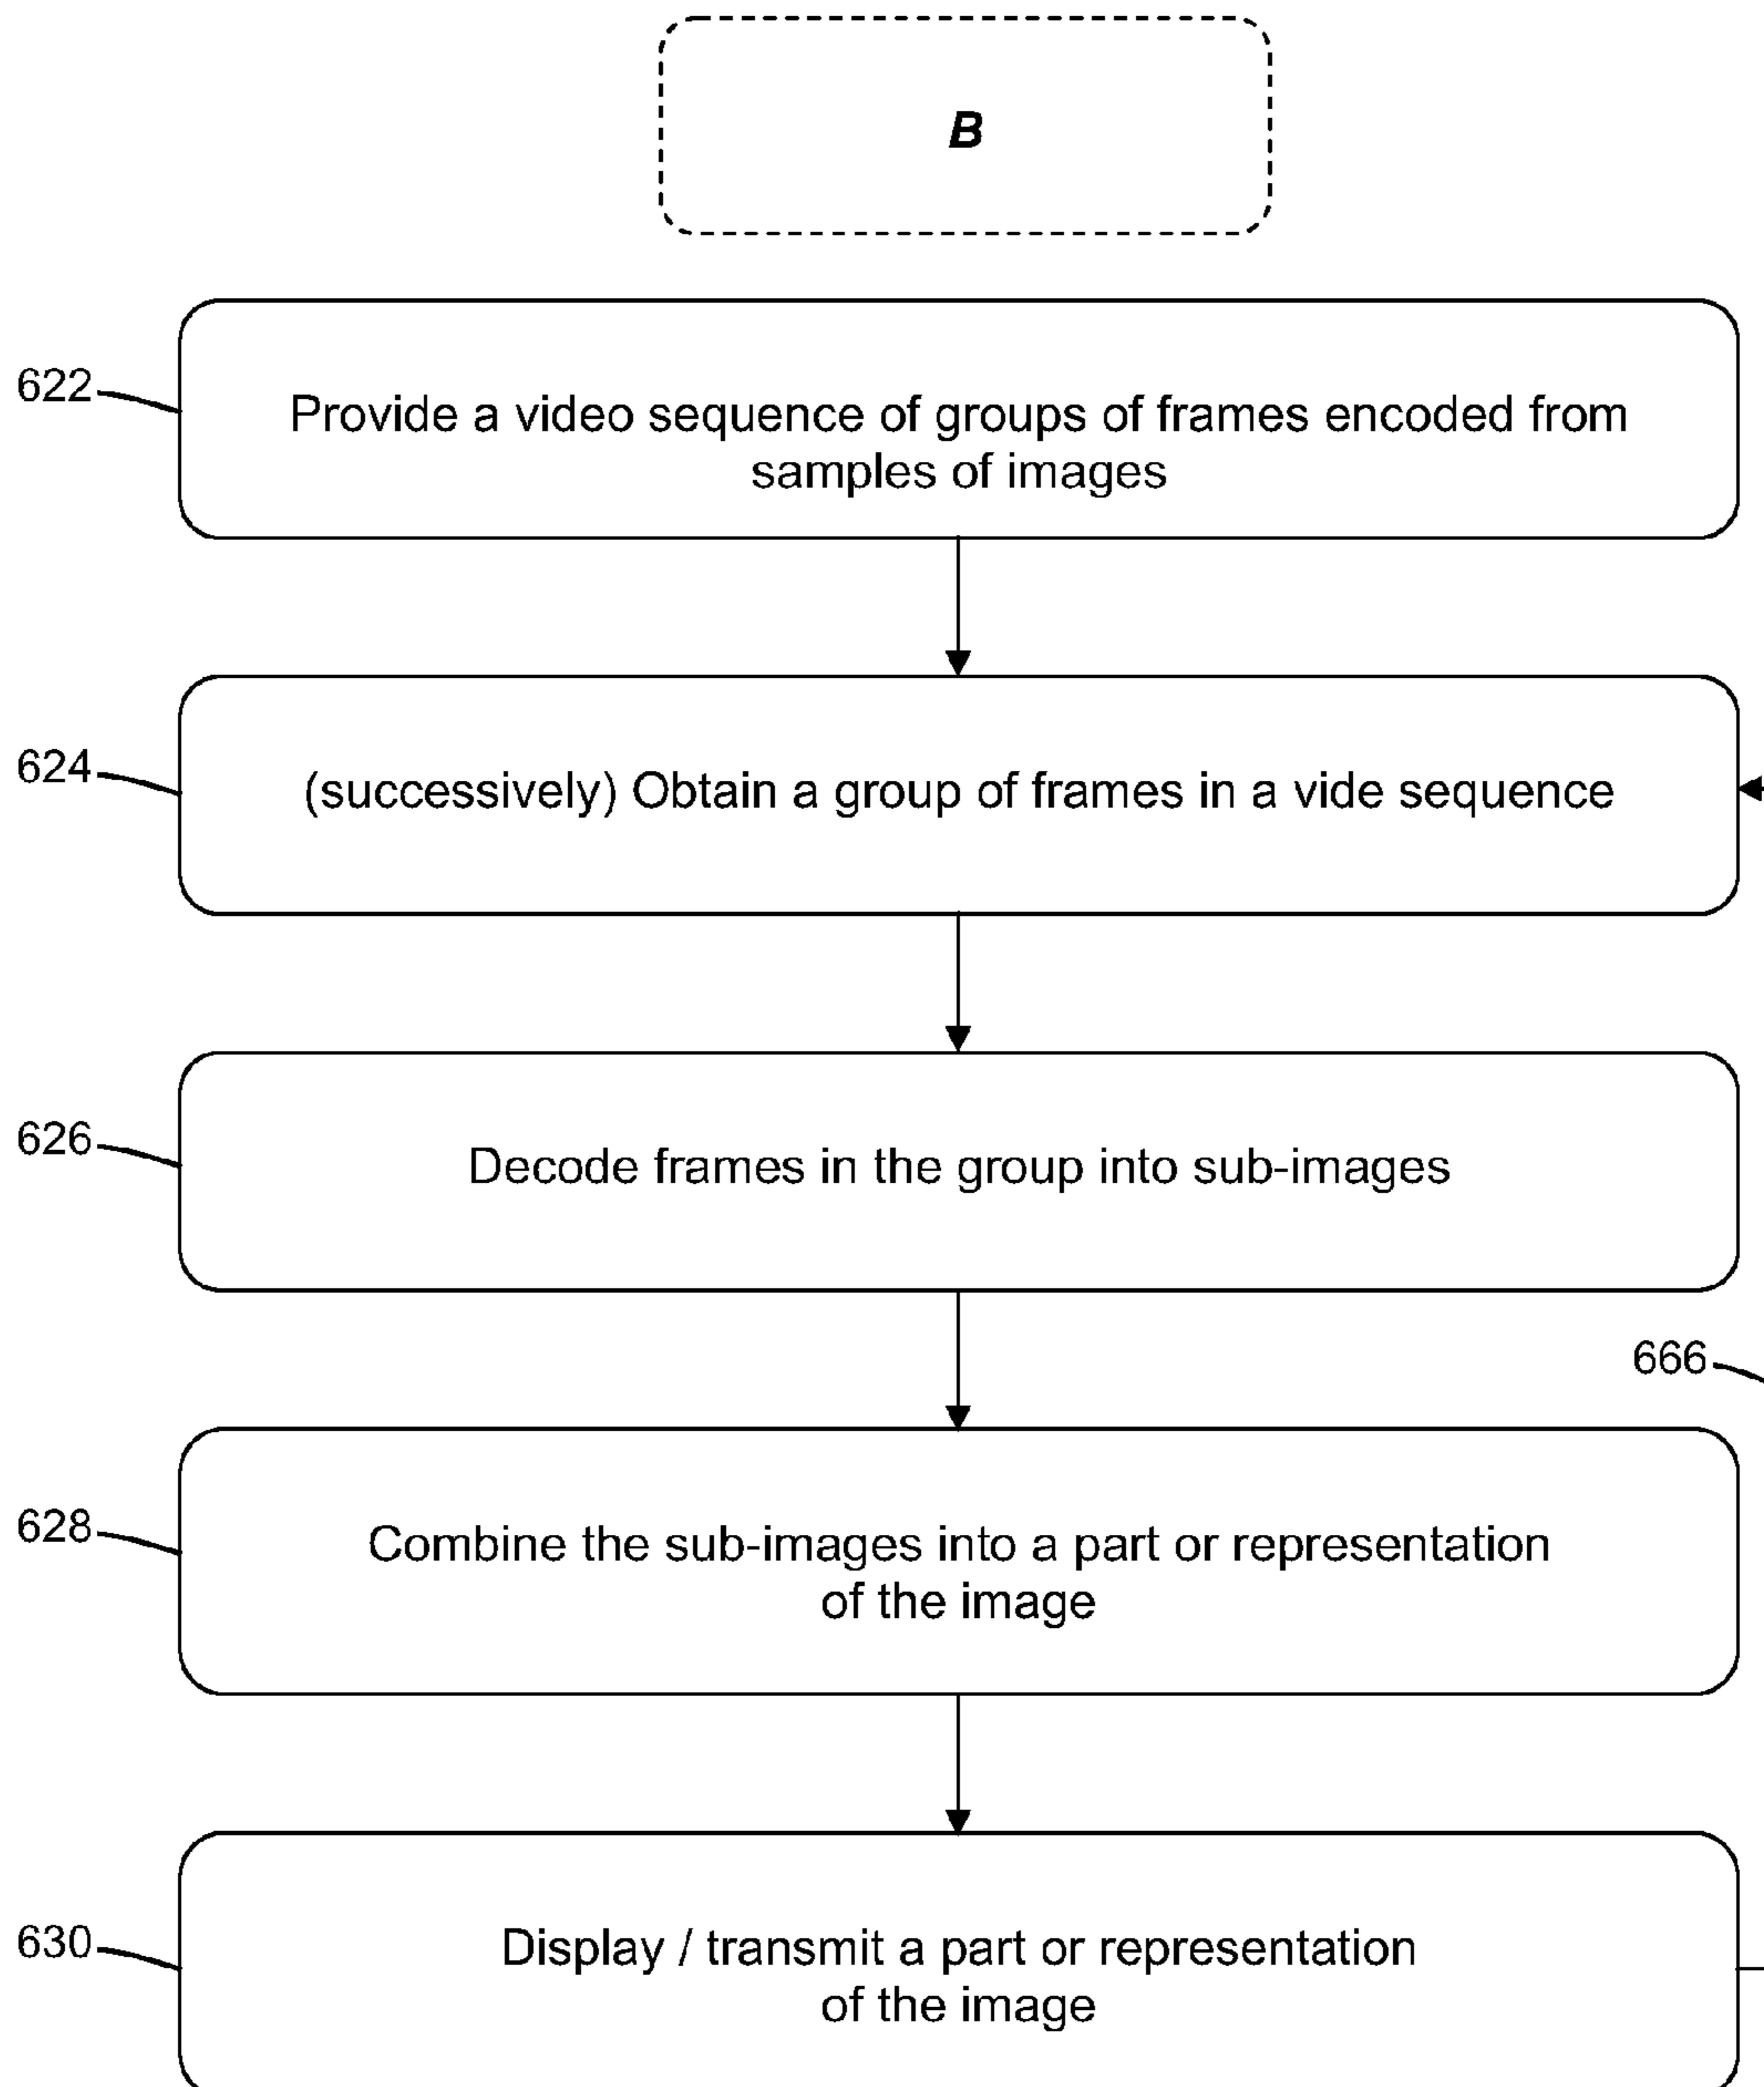 B
622
Provide a video sequence of groups of frames encoded from
samples of images
624
(successively) Obtain a group of frames in a vide sequence
626
Decode frames in the group into sub-images
666
628
Combine the sub-images into a part or representation
of the image
630
Display / transmit a part or representation
of the image